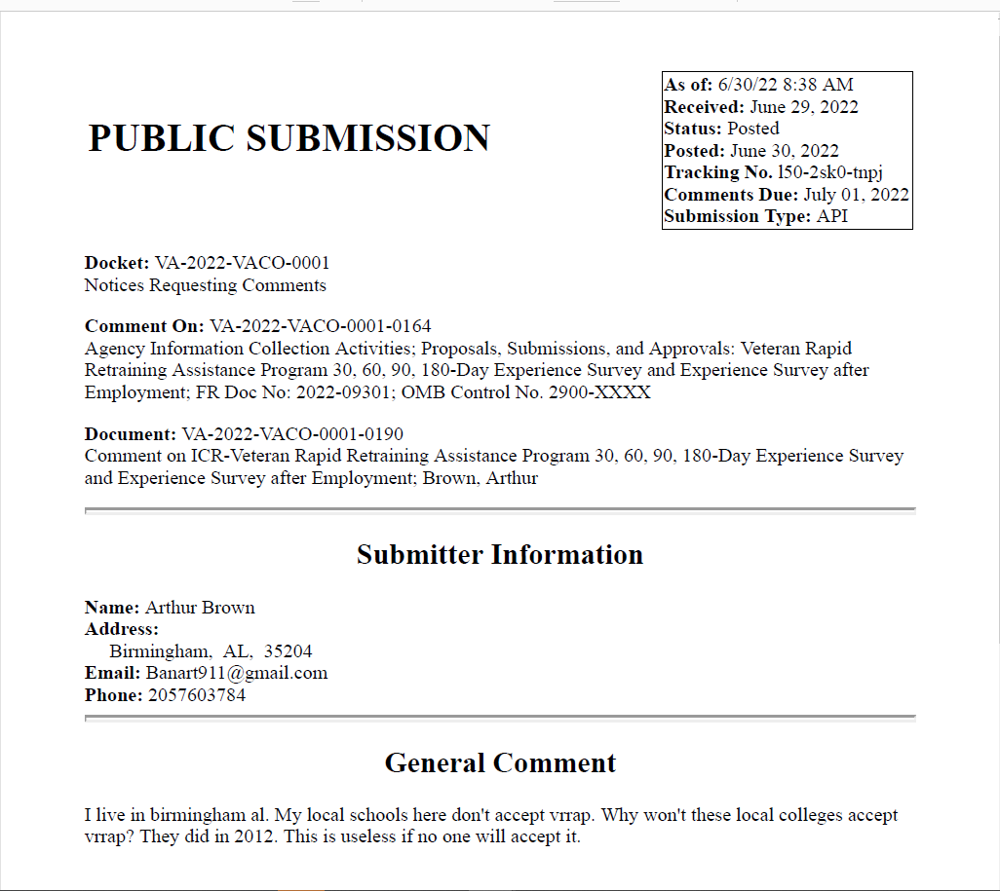 As of: 6/30/22 8:38 AM
Received: June 29, 2022
Status: Posted
Posted: June 30, 2022
Tracking No. l50-2sk0-tnpj
Comments Due: July 01, 2022
Submission Type: API
PUBLIC SUBMISSION
Docket: VA-2022-VACO-0001
Notices Requesting Comments
Comment On: VA-2022-VACO-0001-0164
Agency Information Collection Activities; Proposals, Submissions, and Approvals: Veteran Rapid
Retraining Assistance Program 30, 60, 90, 180-Day Experience Survey and Experience Survey after
Employment; FR Doc No: 2022-09301; OMB Control No. 2900-XXXX
Document: VA-2022-VACO-0001-0190
Comment on ICR-Veteran Rapid Retraining Assistance Program 30, 60, 90, 180-Day Experience Survey
and Experience Survey after Employment; Brown, Arthur
Submitter Information
Name: Arthur Brown
Address:
Birmingham, AL, 35204
Email: Banart911@gmail.com
Phone: 2057603784
General Comment
I live in birmingham al. My local schools here don't accept vrrap. Why won't these local colleges accept
vrrap? They did in 2012. This is useless if no one will accept it.